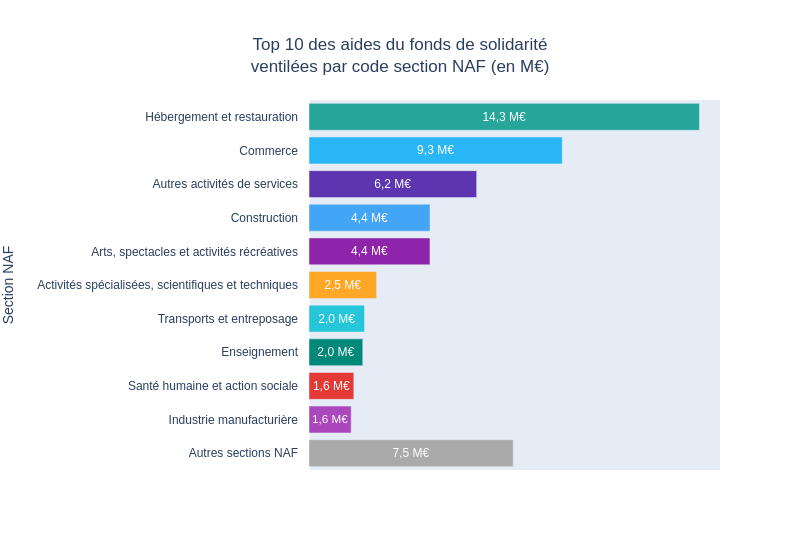 Top 10 des aides du fonds de solidarité
ventilées par code section NAF (en M€)
Section NAF
Hébergement et restauration 14,3 M€
Commerce 9,3 M€
Autres activités de services 6,2 M€
Construction 4,4 M€
Arts, spectacles et activités récréatives 4,4 M€
Activités spécialisées, scientifiques et techniques 2,5 M€
Transports et entreposage 2,0 M€
Enseignement 2,0 M€
Santé humaine et action sociale 1,6 M€
Industrie manufacturière 1,6 M€
Autres sections NAF 7,5 M€